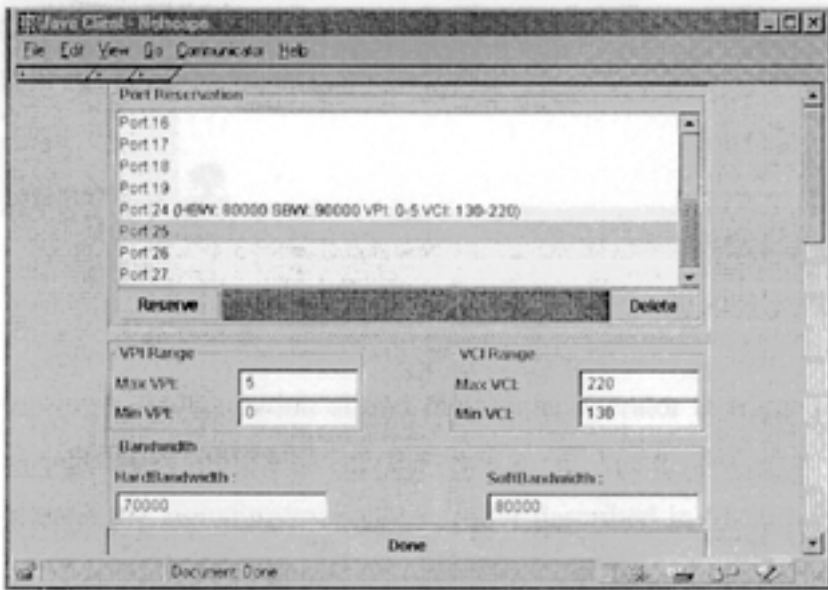 Java Client - Netscape
File Edit View Go Communicator Help
Port Reservation
Port 16
Port 17
Port 18
Port 19
Port 24 (HBW: 80000 SBW: 90000 VPI: 0-5 VCI: 130-220)
Port 25
Port 26
Port 27
Reserve Delete
VPI Range VCI Range
Max VPI: 5 Max VCI: 220
Min VPI: 0 Min VCI: 130
Bandwidth
HardBandwidth : SoftBandwidth :
70000 80000
Done
Document: Done